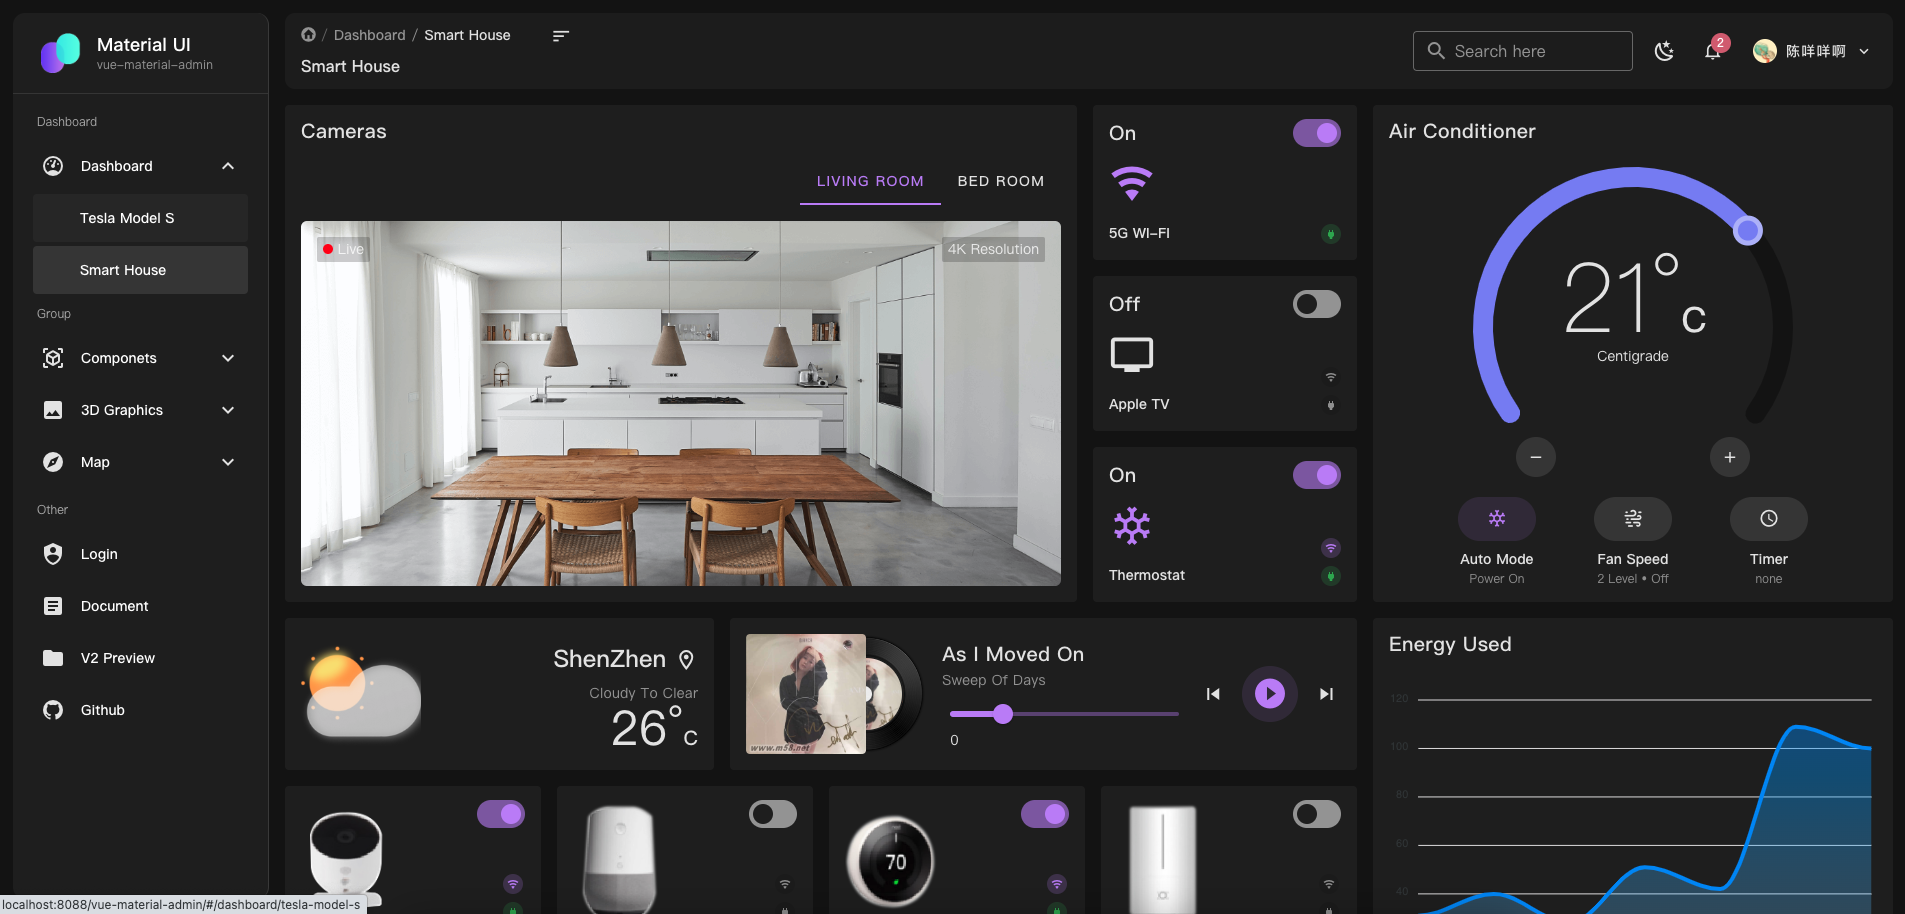 Material UI
vue-material-admin
Dashboard
Dashboard
Tesla Model S
Smart House
Group
Componets
3D Graphics
Map
Other
Login
Document
V2 Preview
Github
localhost:8088/vue-material-admin/#/dashboard/tesla-model-s
/ Dashboard / Smart House
Smart House
Search here
2
陈咩咩啊
Cameras
LIVING ROOM
BED ROOM
Live
4K Resolution
On
5G WI-FI
Off
Apple TV
On
Thermostat
Air Conditioner
21°c
Centigrade
Auto Mode
Power On
Fan Speed
2 Level • Off
Timer
none
ShenZhen
Cloudy To Clear
26°c
www.m58.net
As I Moved On
Sweep Of Days
0
70
Energy Used
120
100
80
60
40